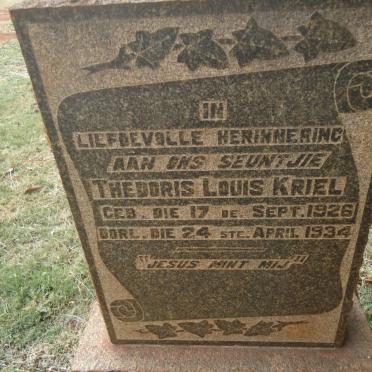 IN
LIEFDEVOLLE HERINNERING
AAN ONS SEUNTJIE
THEDORIS LOUIS KRIEL
GEB. DIE 17 DE. SEPT. 1926
OORL. DIE 24 STE. APRIL 1934
"JESUS MINT MIJ"